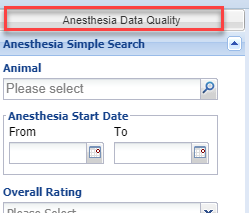 Anesthesia Data Quality
Anesthesia Simple Search
Animal
Please select
Anesthesia Start Date
From To
Overall Rating
Please Select